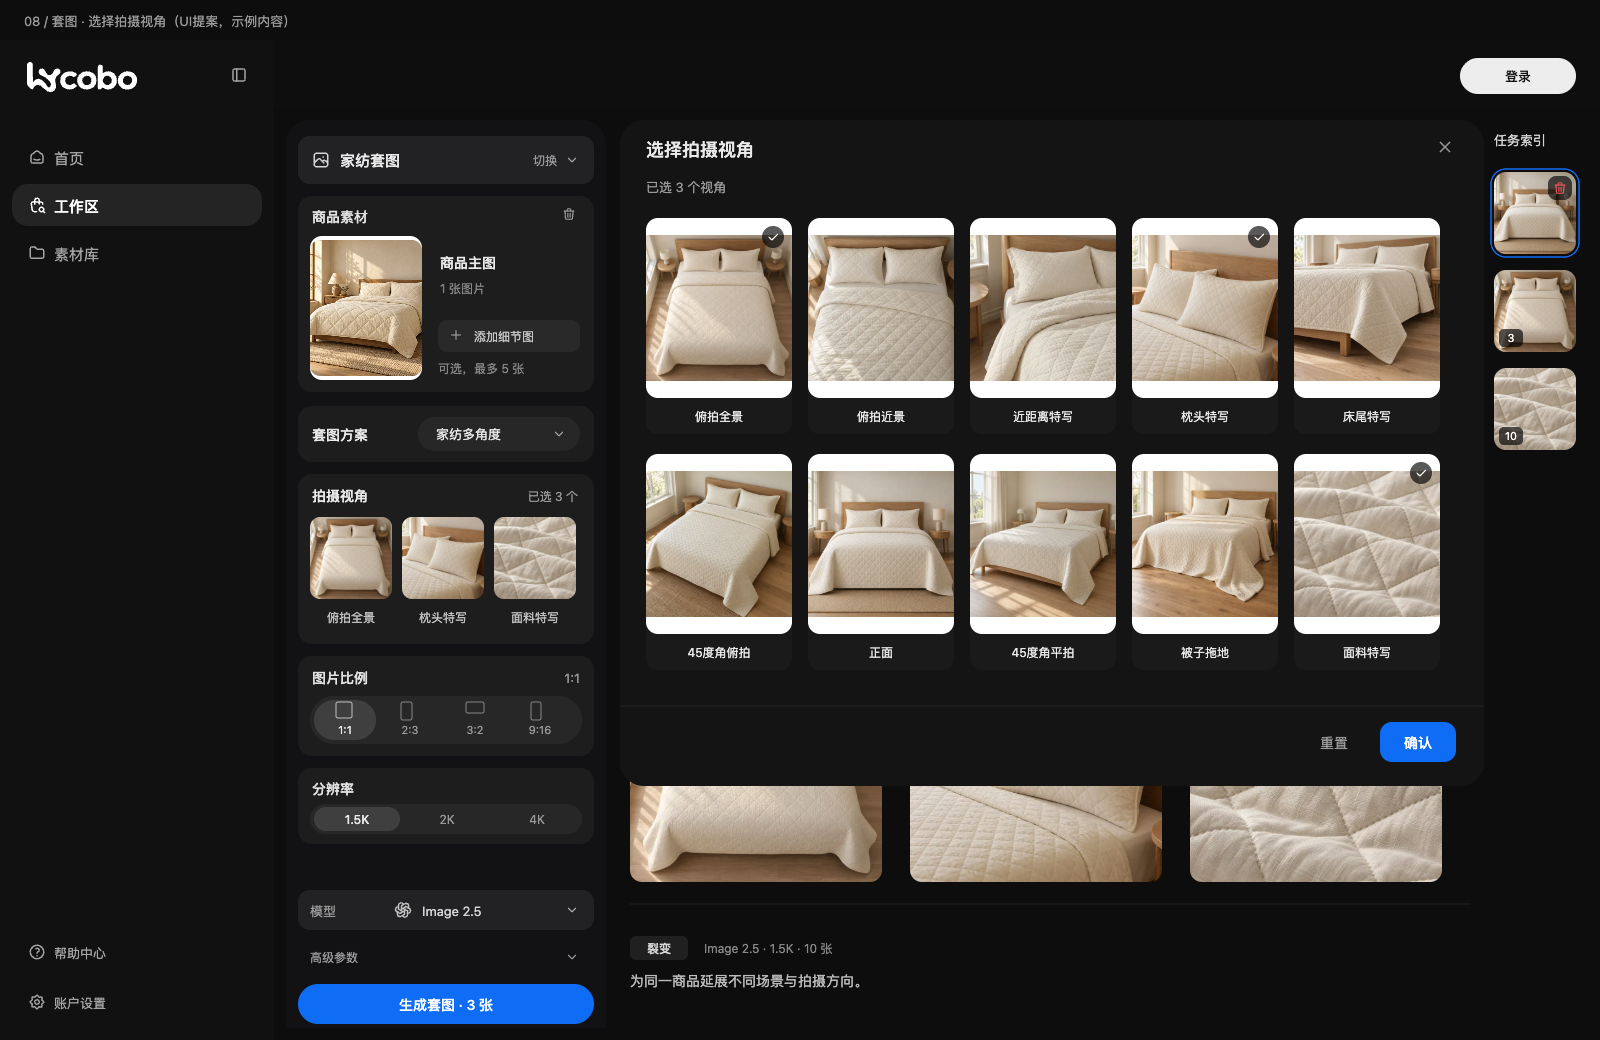 08 / 套图 · 选择拍摄视角（UI提案，示例内容）
lycobo
登录
首页
工作区
素材库
帮助中心
账户设置
家纺套图
切换
商品素材
商品主图
1 张图片
添加细节图
可选，最多 5 张
套图方案
家纺多角度
拍摄视角
已选 3 个
俯拍全景
枕头特写
面料特写
图片比例
1:1
1:1
2:3
3:2
9:16
分辨率
1.5K
2K
4K
模型
Image 2.5
高级参数
生成套图 · 3 张
选择拍摄视角
已选 3 个视角
俯拍全景
俯拍近景
近距离特写
枕头特写
床尾特写
45度角俯拍
正面
45度角平拍
被子拖地
面料特写
重置
确认
裂变
Image 2.5 · 1.5K · 10 张
为同一商品延展不同场景与拍摄方向。
任务索引
3
10